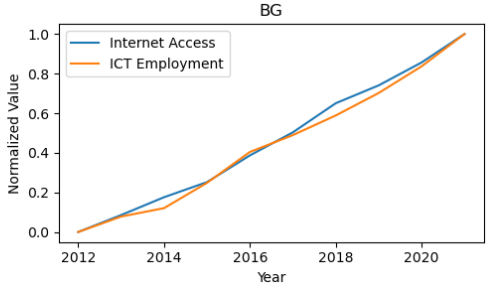 BG
Internet Access
ICT Employment
Normalized Value
1.0
0.8
0.6
0.4
0.2
0.0
2012 2014 2016 2018 2020
Year